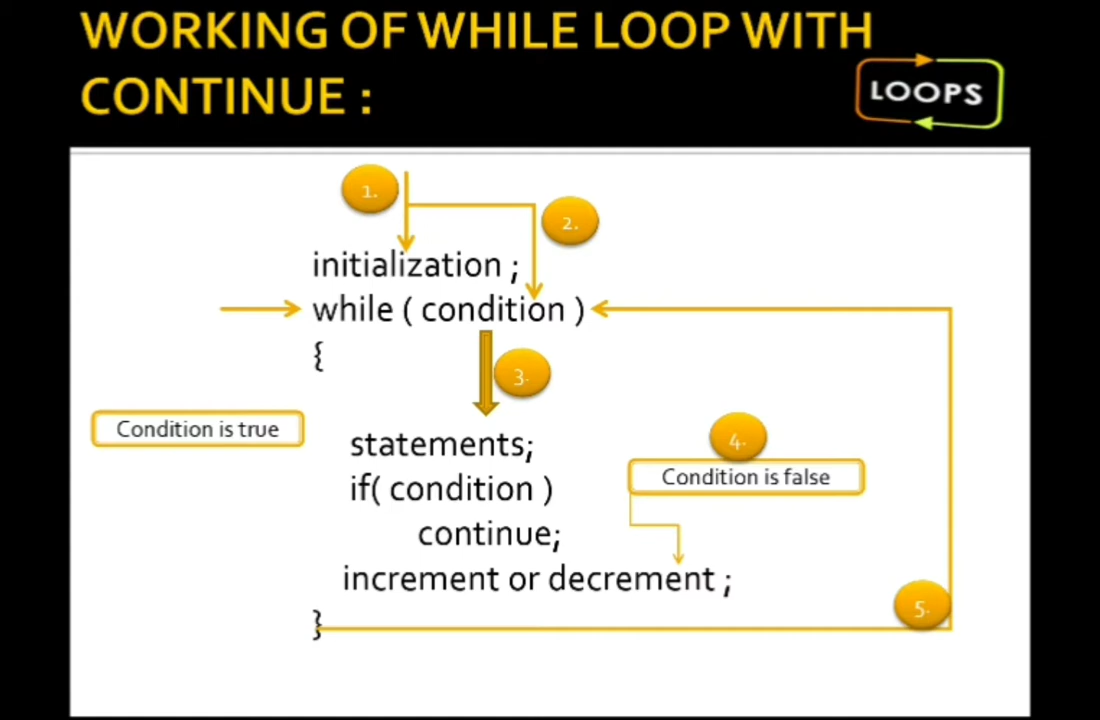 WORKING OF WHILE LOOP WITH
CONTINUE :
LOOPS
1.
2.
initialization ;
while ( condition )
{
3.
Condition is true
statements;
4.
Condition is false
if( condition )
continue;
increment or decrement ;
5.
}